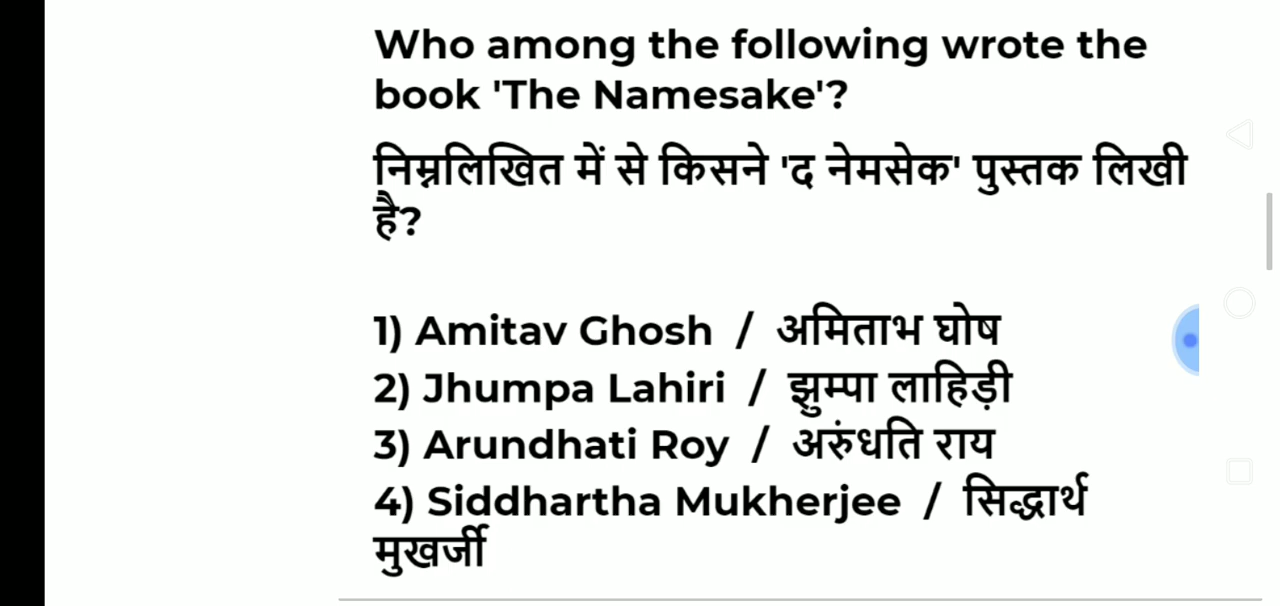 Who among the following wrote the
book 'The Namesake'?
निम्नलिखित में से किसने 'द नेमसेक' पुस्तक लिखी
है?
1) Amitav Ghosh / अमिताभ घोष
2) Jhumpa Lahiri / झुम्पा लाहिड़ी
3) Arundhati Roy / अरुंधति राय
4) Siddhartha Mukherjee / सिद्धार्थ
मुखर्जी